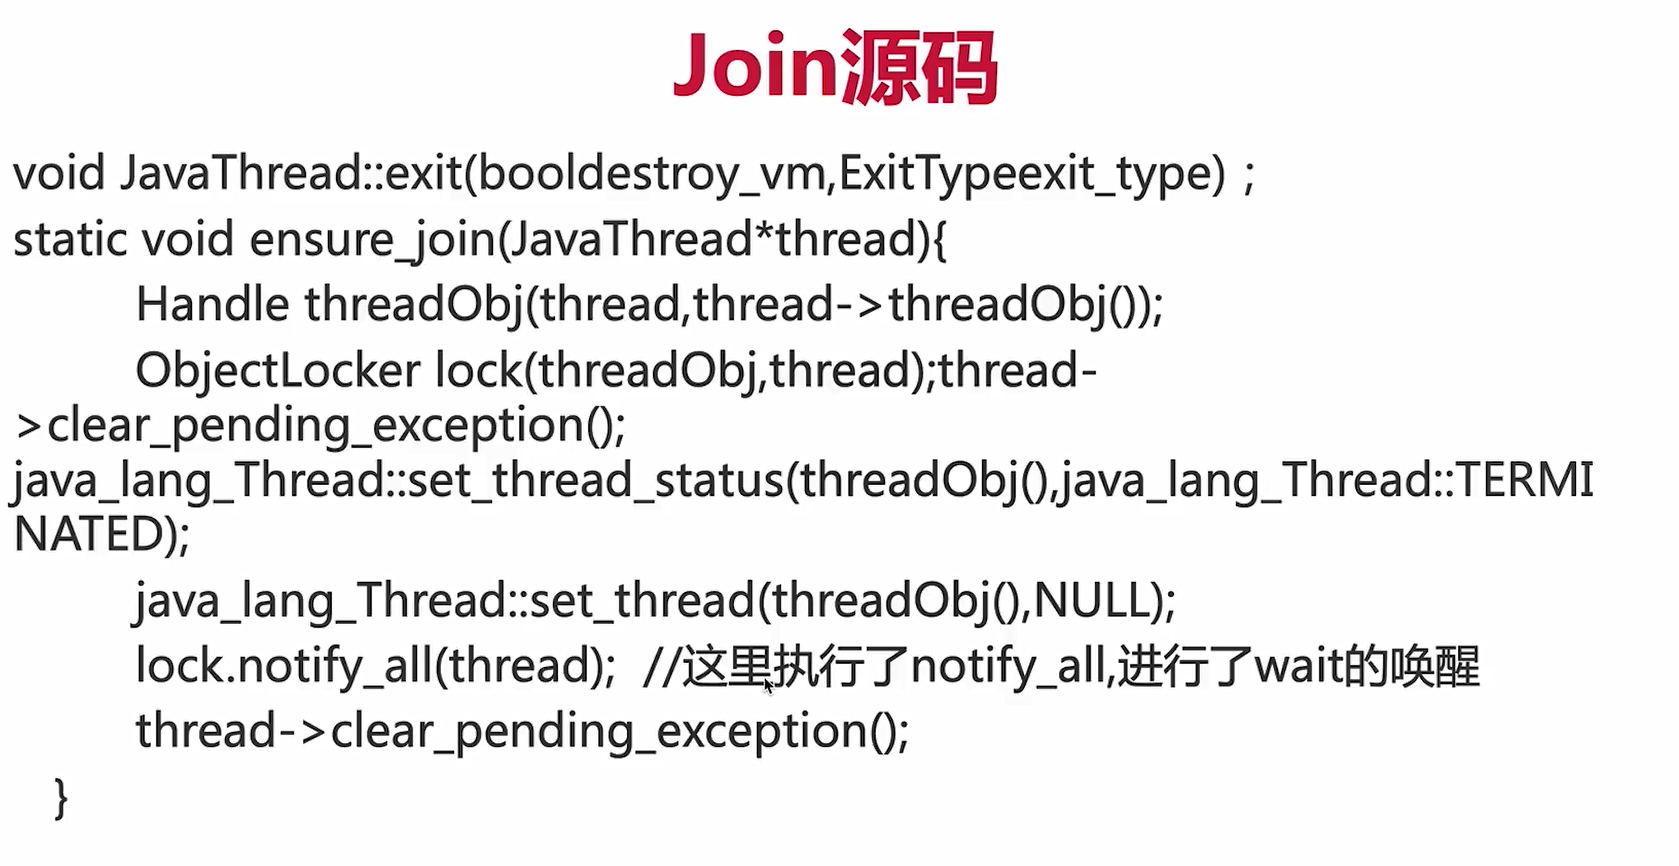 Join源码
void JavaThread::exit(booldestroy_vm,ExitTypeexit_type) ;
static void ensure_join(JavaThread*thread){
Handle threadObj(thread,thread->threadObj());
ObjectLocker lock(threadObj,thread);thread-
>clear_pending_exception();
java_lang_Thread::set_thread_status(threadObj(),java_lang_Thread::TERMI
NATED);
java_lang_Thread::set_thread(threadObj(),NULL);
lock.notify_all(thread);  //这里执行了notify_all,进行了wait的唤醒
thread->clear_pending_exception();
}